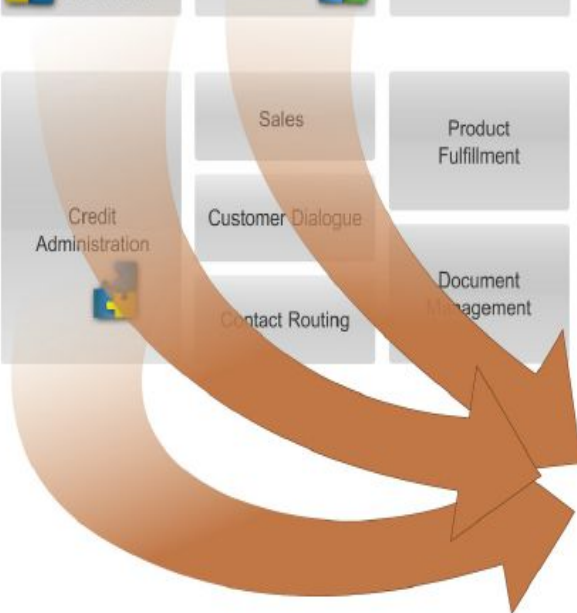 Sales
Product
Fulfillment
Credit
Administration
Customer Dialogue
Contact Routing
Document
Management